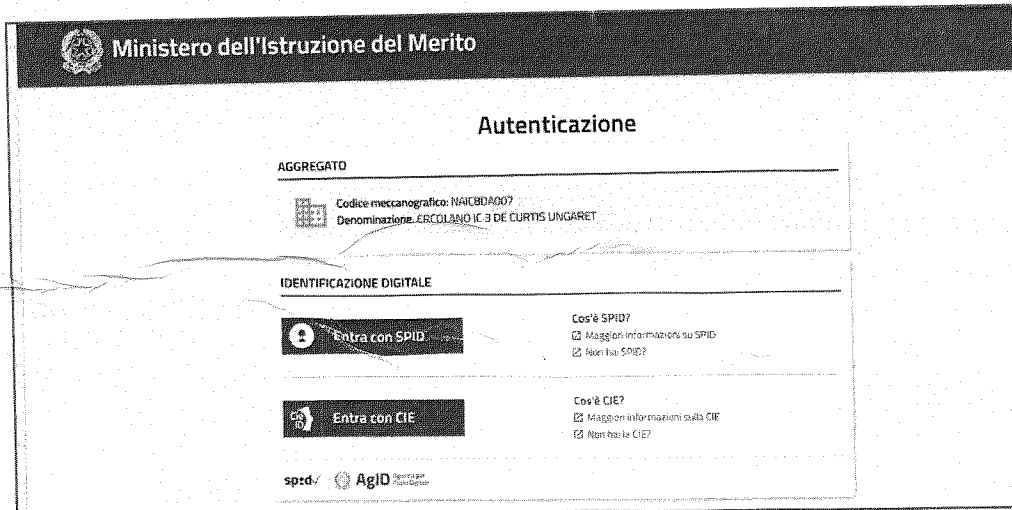 Ministero dell'Istruzione del Merito
Autenticazione
AGGREGATO
Codice meccanografico: NAIC8DA007
Denominazione: ERCOLANO IC 3 DE CURTIS UNGARET
IDENTIFICAZIONE DIGITALE
Entra con SPID
Cos'è SPID?
Maggiori informazioni su SPID
Non hai SPID?
Entra con CIE
Cos'è CIE?
Maggiori informazioni sulla CIE
Non hai la CIE?
spid
AgID